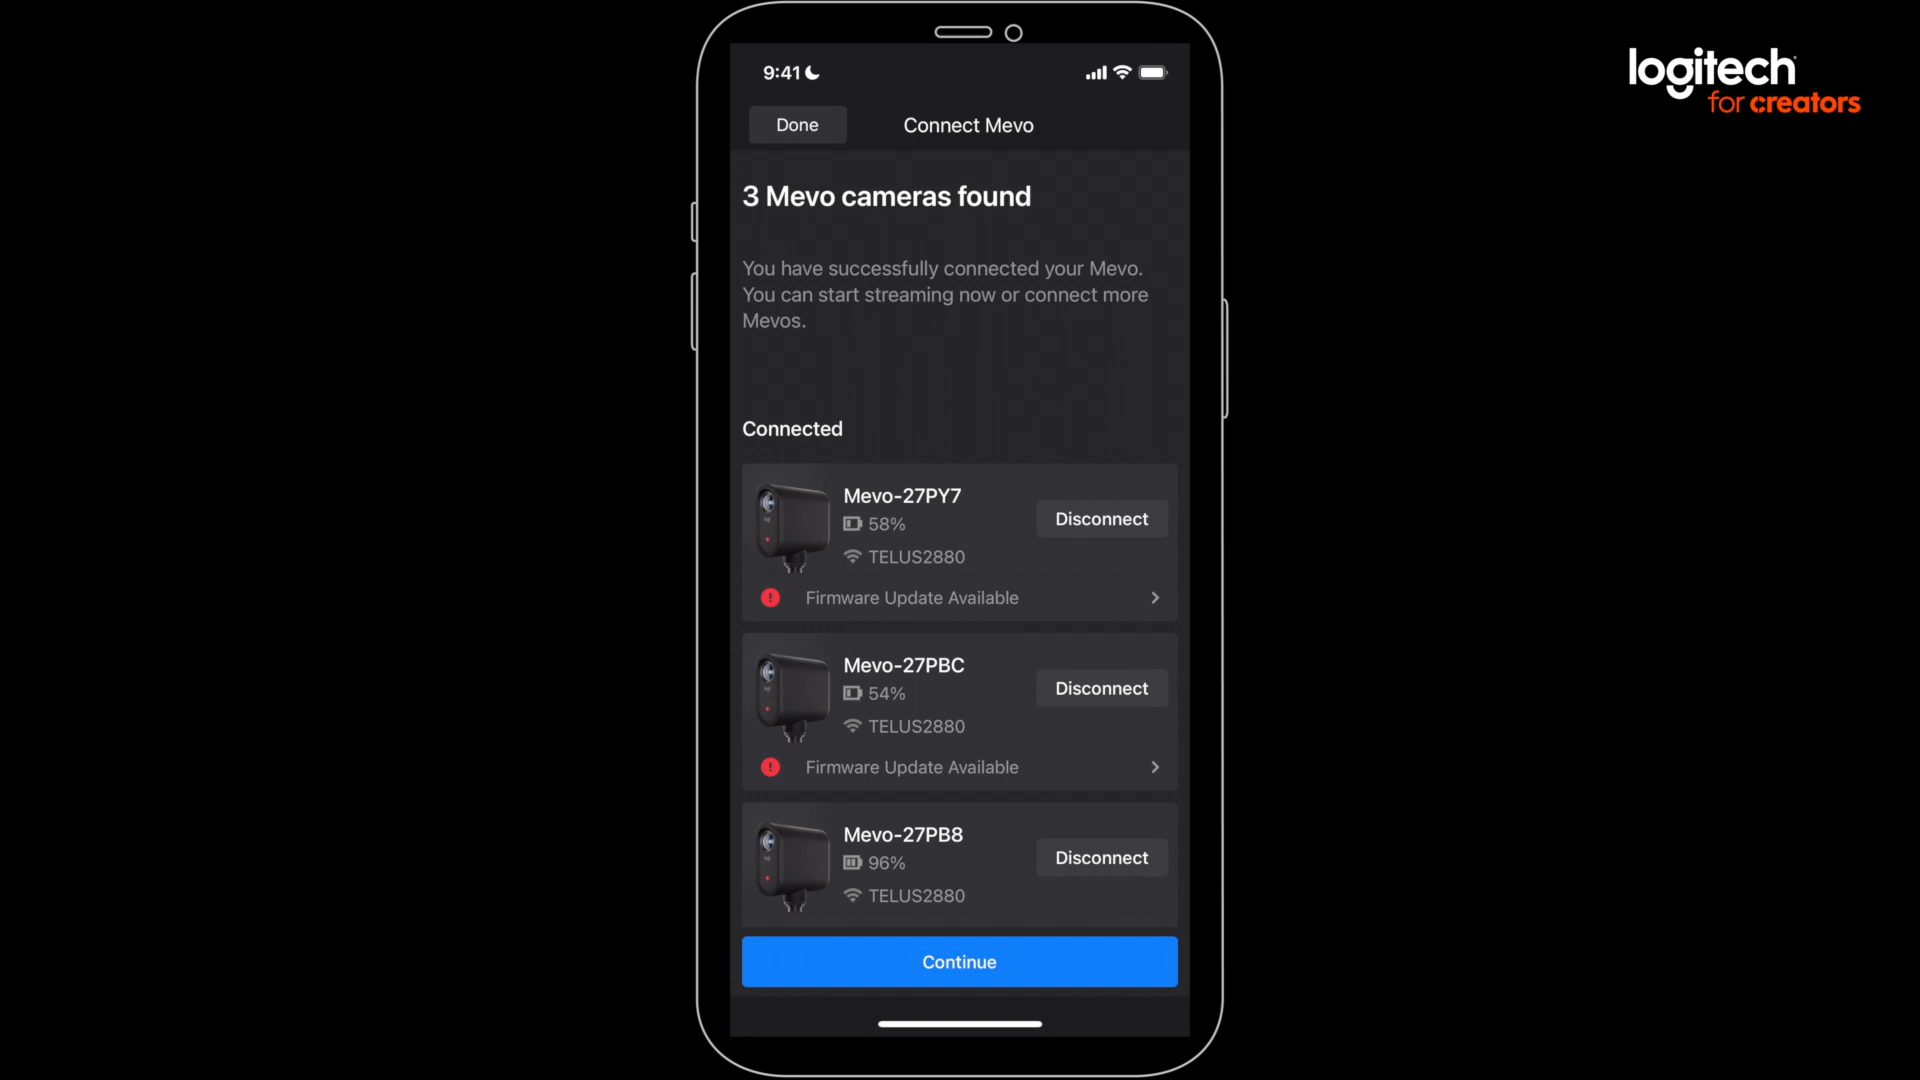 9:41
logitech
for creators
Done
Connect Mevo
3 Mevo cameras found
You have successfully connected your Mevo.
You can start streaming now or connect more
Mevos.
Connected
Mevo-27PY7
58%
Disconnect
TELUS2880
Firmware Update Available
Mevo-27PBC
54%
Disconnect
TELUS2880
Firmware Update Available
Mevo-27PB8
96%
Disconnect
TELUS2880
Continue